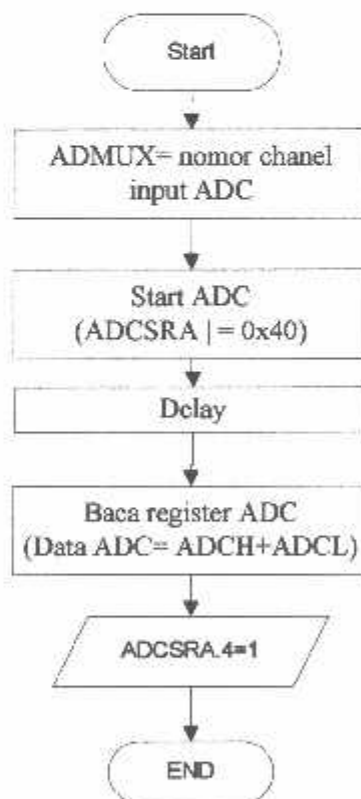 Start
ADMUX= nomor chanel
input ADC
Start ADC
(ADCSRA | = 0x40)
Delay
Baca register ADC
(Data ADC= ADCH+ADCL)
ADCSRA.4=1
END